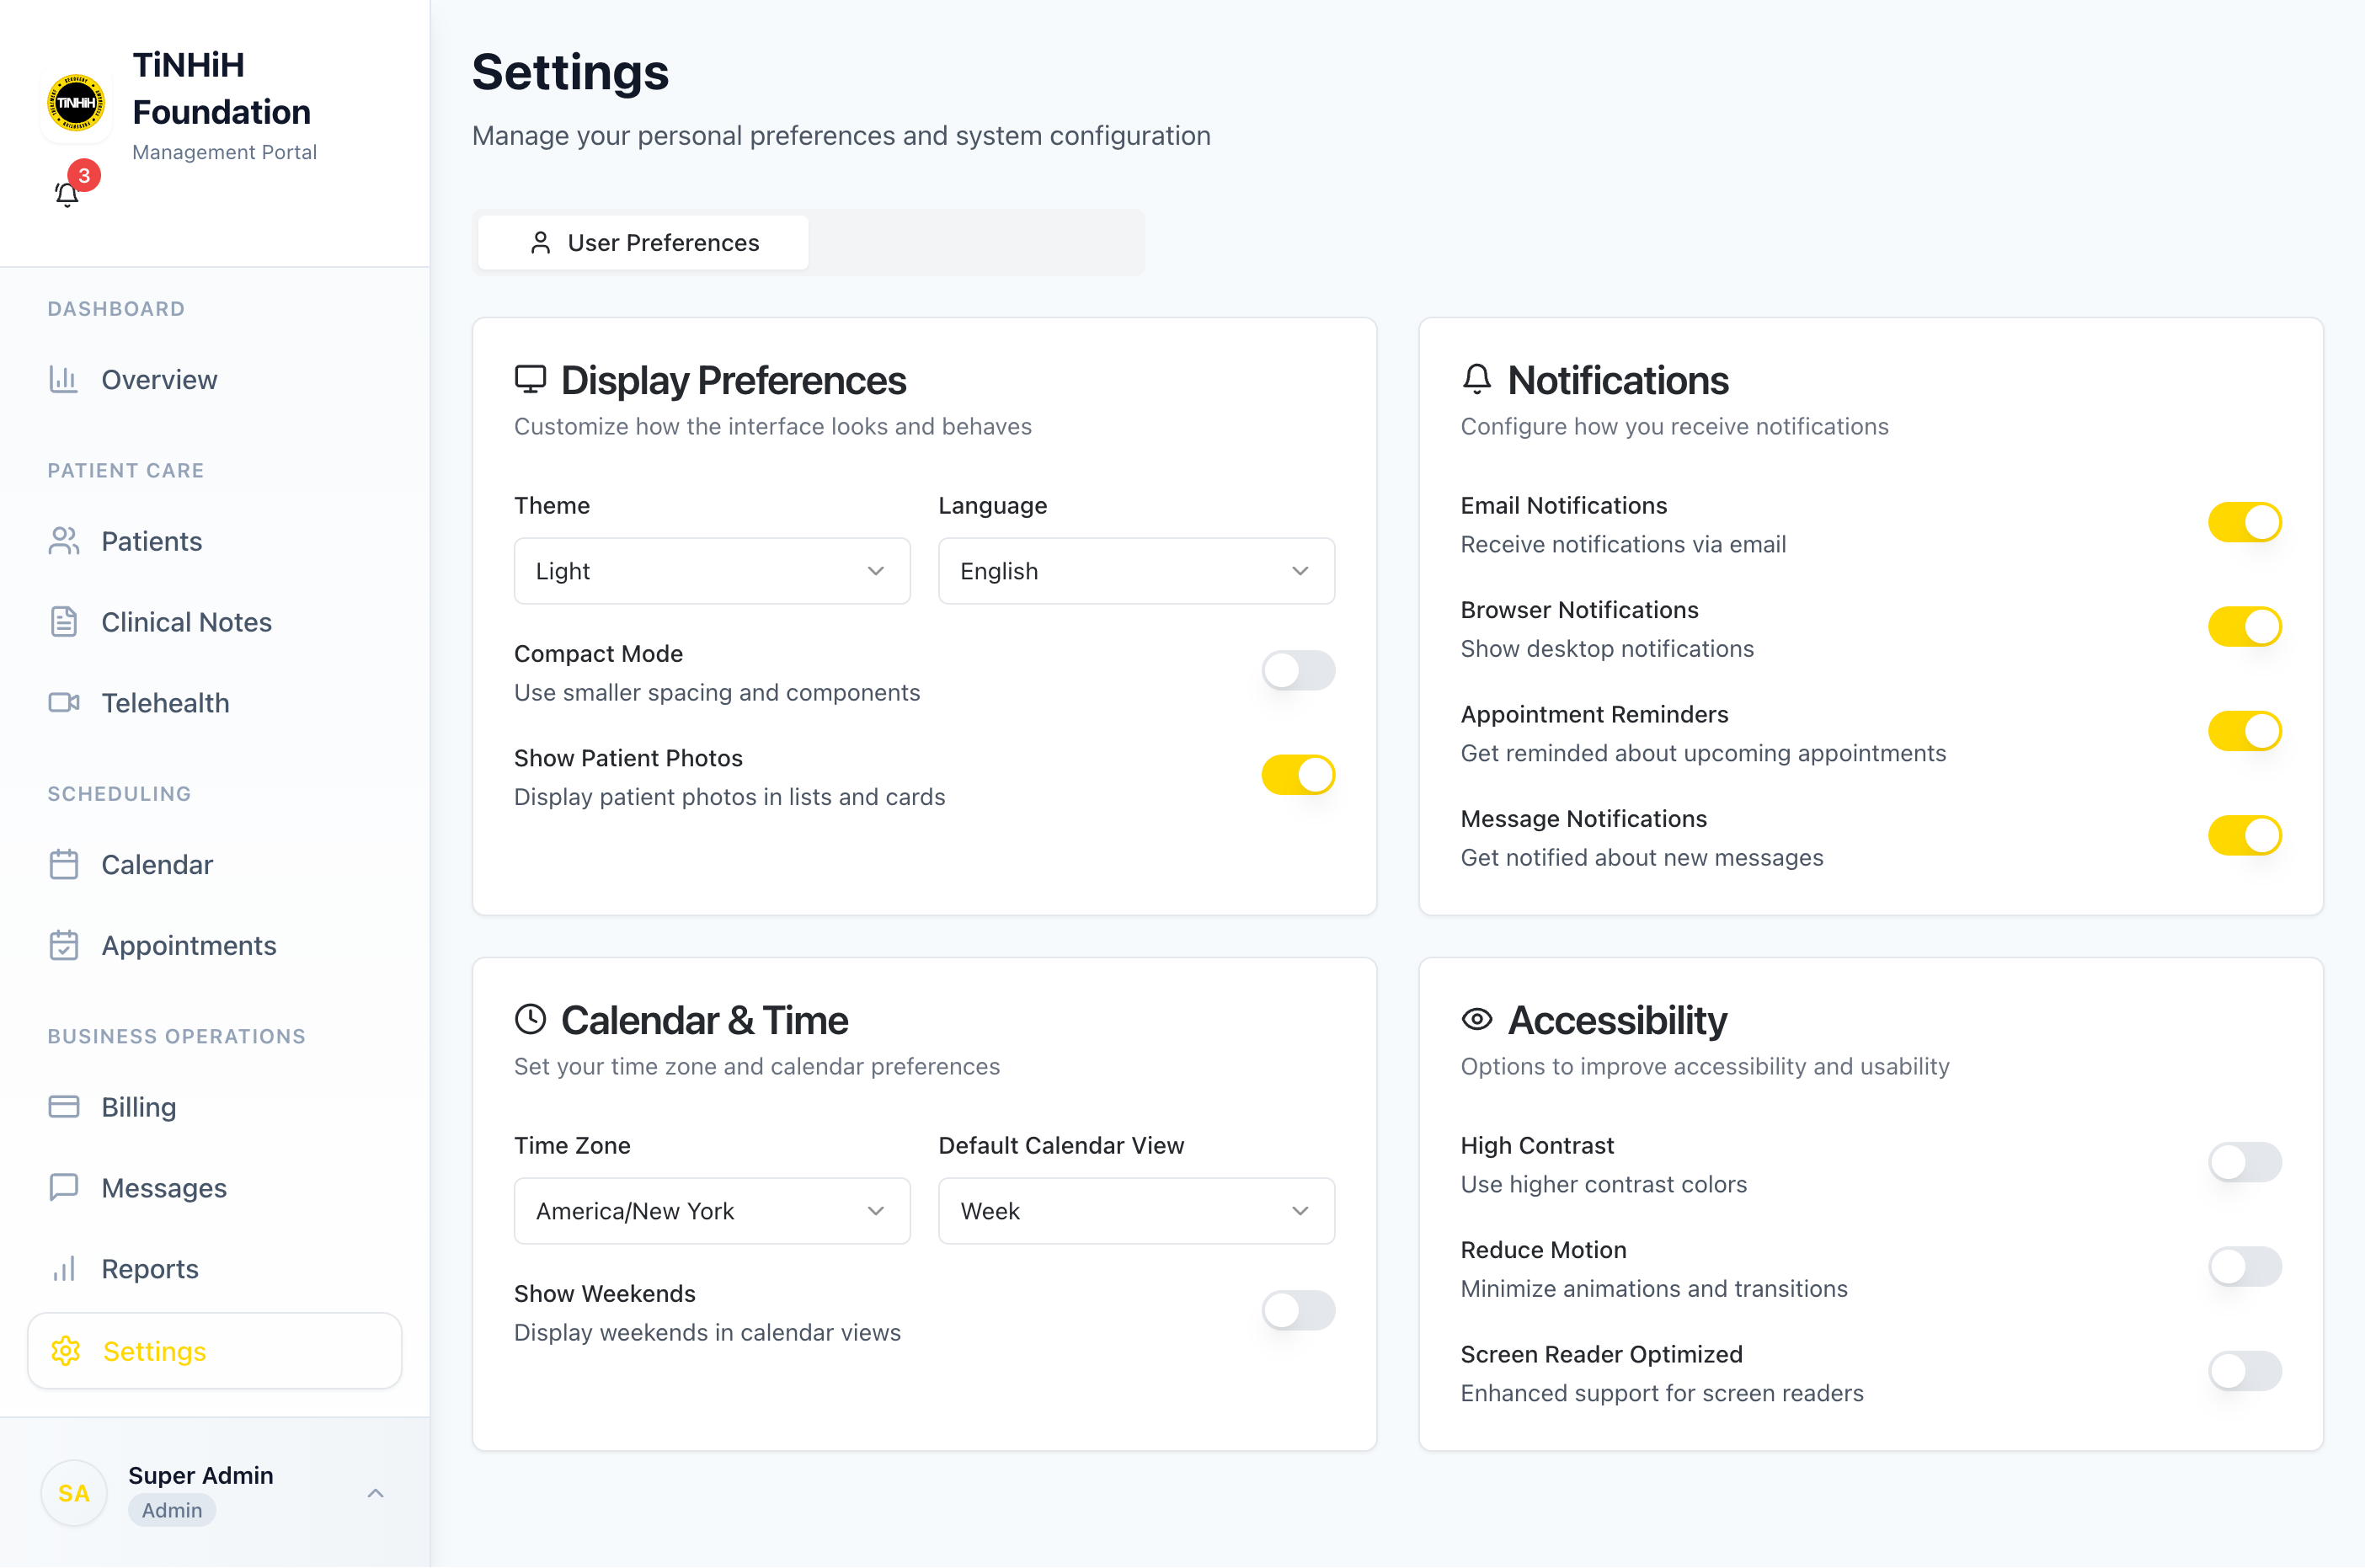 TiNHiH
Foundation
Management Portal
TiNHiH
3
DASHBOARD
Overview
PATIENT CARE
Patients
Clinical Notes
Telehealth
SCHEDULING
Calendar
Appointments
BUSINESS OPERATIONS
Billing
Messages
Reports
Settings
SA
Super Admin
Admin
Settings
Manage your personal preferences and system configuration
User Preferences
Display Preferences
Customize how the interface looks and behaves
Theme
Light
Language
English
Compact Mode
Use smaller spacing and components
Show Patient Photos
Display patient photos in lists and cards
Notifications
Configure how you receive notifications
Email Notifications
Receive notifications via email
Browser Notifications
Show desktop notifications
Appointment Reminders
Get reminded about upcoming appointments
Message Notifications
Get notified about new messages
Calendar & Time
Set your time zone and calendar preferences
Time Zone
America/New York
Default Calendar View
Week
Show Weekends
Display weekends in calendar views
Accessibility
Options to improve accessibility and usability
High Contrast
Use higher contrast colors
Reduce Motion
Minimize animations and transitions
Screen Reader Optimized
Enhanced support for screen readers